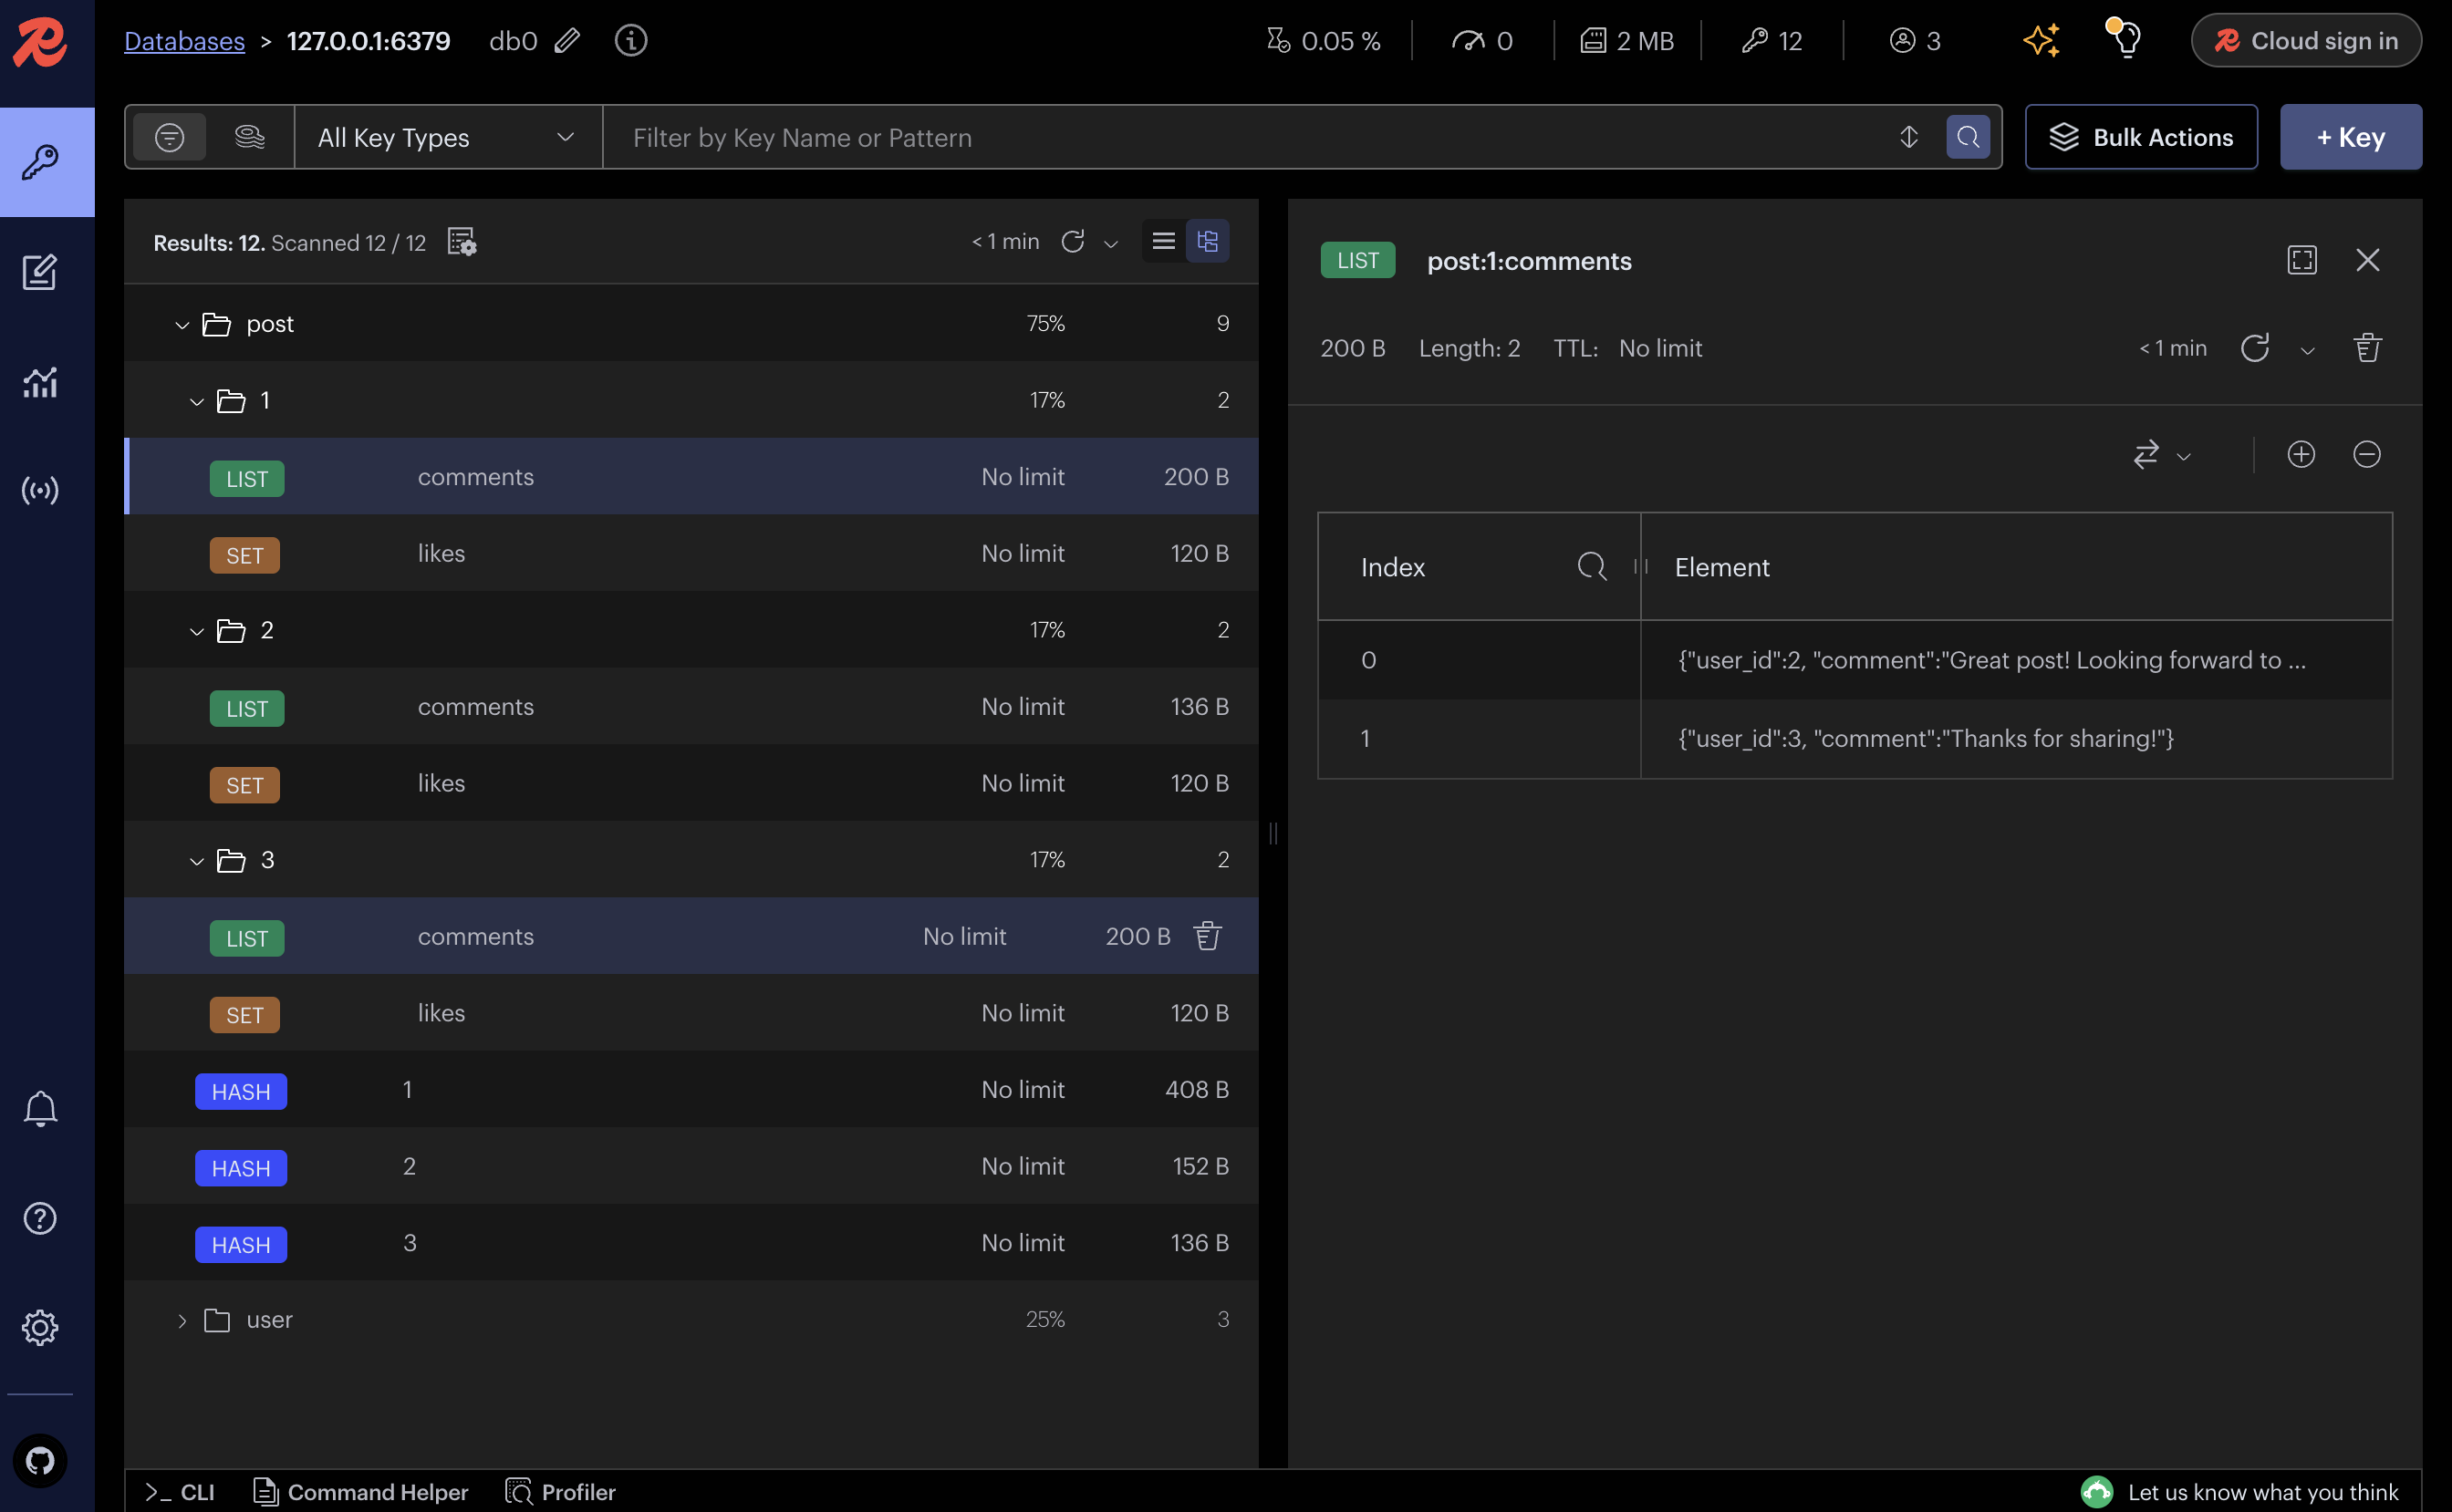 Databases > 127.0.0.1:6379 db0 0.05 % 0 2 MB 12 3 Cloud sign in
All Key Types Filter by Key Name or Pattern Bulk Actions + Key
Results: 12. Scanned 12 / 12 < 1 min
post 75% 9
1 17% 2
LIST comments No limit 200 B
SET likes No limit 120 B
2 17% 2
LIST comments No limit 136 B
SET likes No limit 120 B
3 17% 2
LIST comments No limit 200 B
SET likes No limit 120 B
HASH 1 No limit 408 B
HASH 2 No limit 152 B
HASH 3 No limit 136 B
user 25% 3
LIST post:1:comments
200 B Length: 2 TTL: No limit < 1 min
Index Element
0 {"user_id":2, "comment":"Great post! Looking forward to ...
1 {"user_id":3, "comment":"Thanks for sharing!"}
>_ CLI Command Helper Profiler Let us know what you think